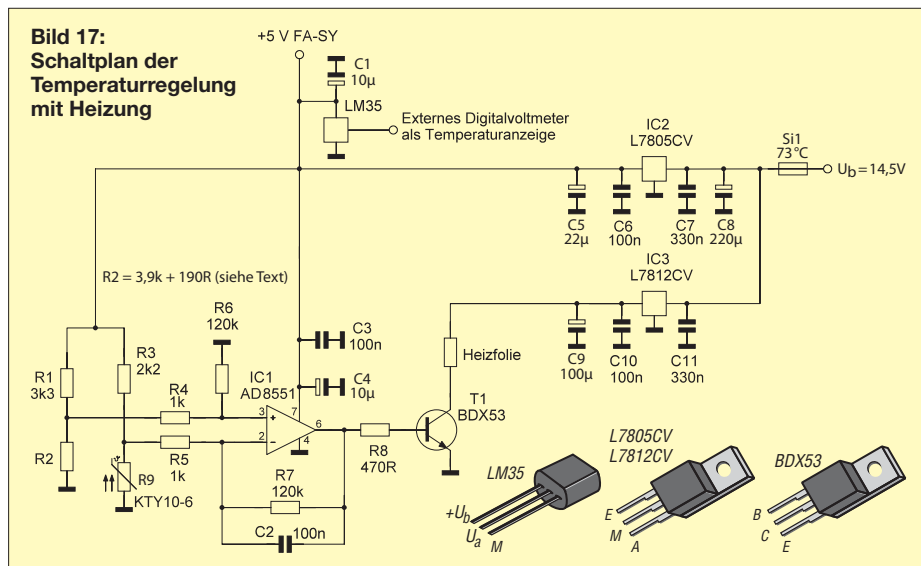 Bild 17:
Schaltplan der
Temperaturregelung
mit Heizung
+5 V FA-SY
C1
10µ
LM35
Externes Digitalvoltmeter
als Temperaturanzeige
IC2
L7805CV
Si1
73°C
Ub=14,5V
C5
22µ
C6
100n
C7
330n
C8
220µ
IC3
L7812CV
R2 = 3,9k + 190R (siehe Text)
R6
120k
C3
100n
Heizfolie
C9
100µ
C10
100n
C11
330n
R1
3k3
R3
2k2
R4
1k
IC1
AD8551
C4
10µ
T1
BDX53
3
+
7
6
2
–
4
R2
R5
1k
R8
470R
R9
KTY10-6
R7
120k
C2
100n
LM35
+Ub
Ua
M
L7805CV
L7812CV
E
M
A
BDX53
B
C
E